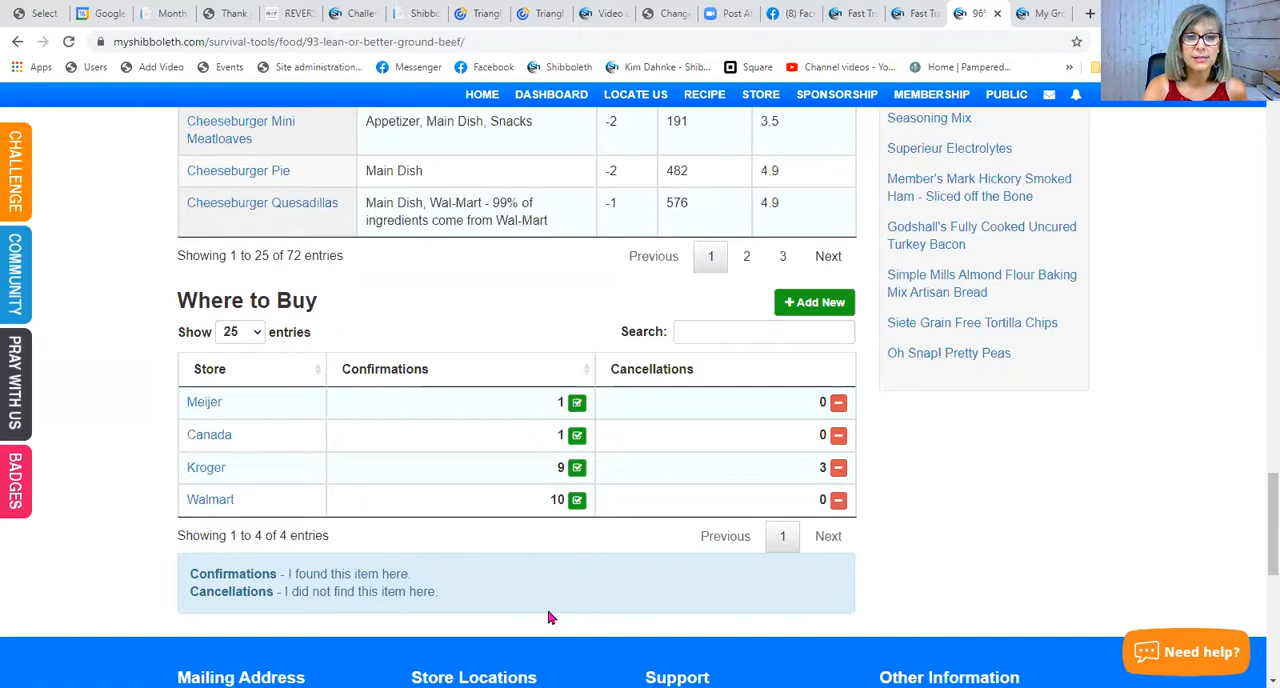 Select
Google
Month
Thank
REVERS
Challe
Shibbo
Triangl
Triangl
Video u
Change
Post At
(8) Face
Fast Tr
Fast Tra
96%
My Gro
myshibboleth.com/survival-tools/food/93-lean-or-better-ground-beef/
Apps
Users
Add Video
Events
Site administration...
Messenger
Facebook
Shibboleth
Kim Dahnke - Shib...
Square
Channel videos - Yo...
Home | Pampered...
»
HOME DASHBOARD LOCATE US RECIPE STORE SPONSORSHIP MEMBERSHIP PUBLIC
CHALLENGE
COMMUNITY
PRAY WITH US
BADGES
Cheeseburger Mini Meatloaves Appetizer, Main Dish, Snacks -2 191 3.5
Cheeseburger Pie Main Dish -2 482 4.9
Cheeseburger Quesadillas Main Dish, Wal-Mart - 99% of ingredients come from Wal-Mart -1 576 4.9
Showing 1 to 25 of 72 entries
Previous 1 2 3 Next
Where to Buy
+ Add New
Show 25 entries
Search:
Store Confirmations Cancellations
Meijer 1 0
Canada 1 0
Kroger 9 3
Walmart 10 0
Showing 1 to 4 of 4 entries
Previous 1 Next
Confirmations - I found this item here.
Cancellations - I did not find this item here.
Seasoning Mix
Superieur Electrolytes
Member's Mark Hickory Smoked
Ham - Sliced off the Bone
Godshall's Fully Cooked Uncured
Turkey Bacon
Simple Mills Almond Flour Baking
Mix Artisan Bread
Siete Grain Free Tortilla Chips
Oh Snap! Pretty Peas
Need help?
Mailing Address Store Locations Support Other Information